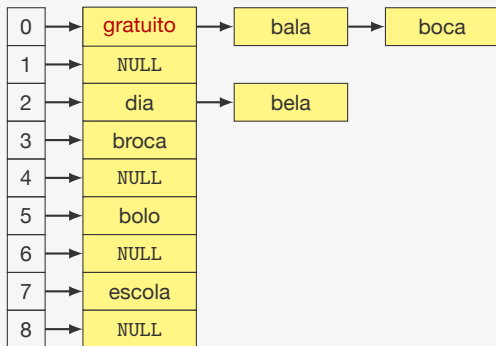 0 gratuito bala boca
1 NULL
2 dia bela
3 broca
4 NULL
5 bolo
6 NULL
7 escola
8 NULL